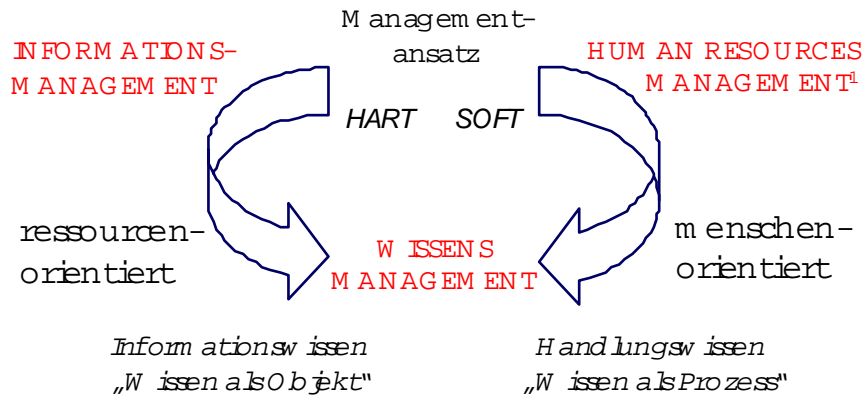 Management-
ansatz
INFORMATIONS-
MANAGEMENT
HUMAN RESOURCES
MANAGEMENT¹
HART SOFT
ressourcen-
orientiert
WISSENS
MANAGEMENT
menschen-
orientiert
Informationswissen
„Wissen als Objekt“
Handlungswissen
„Wissen als Prozess“